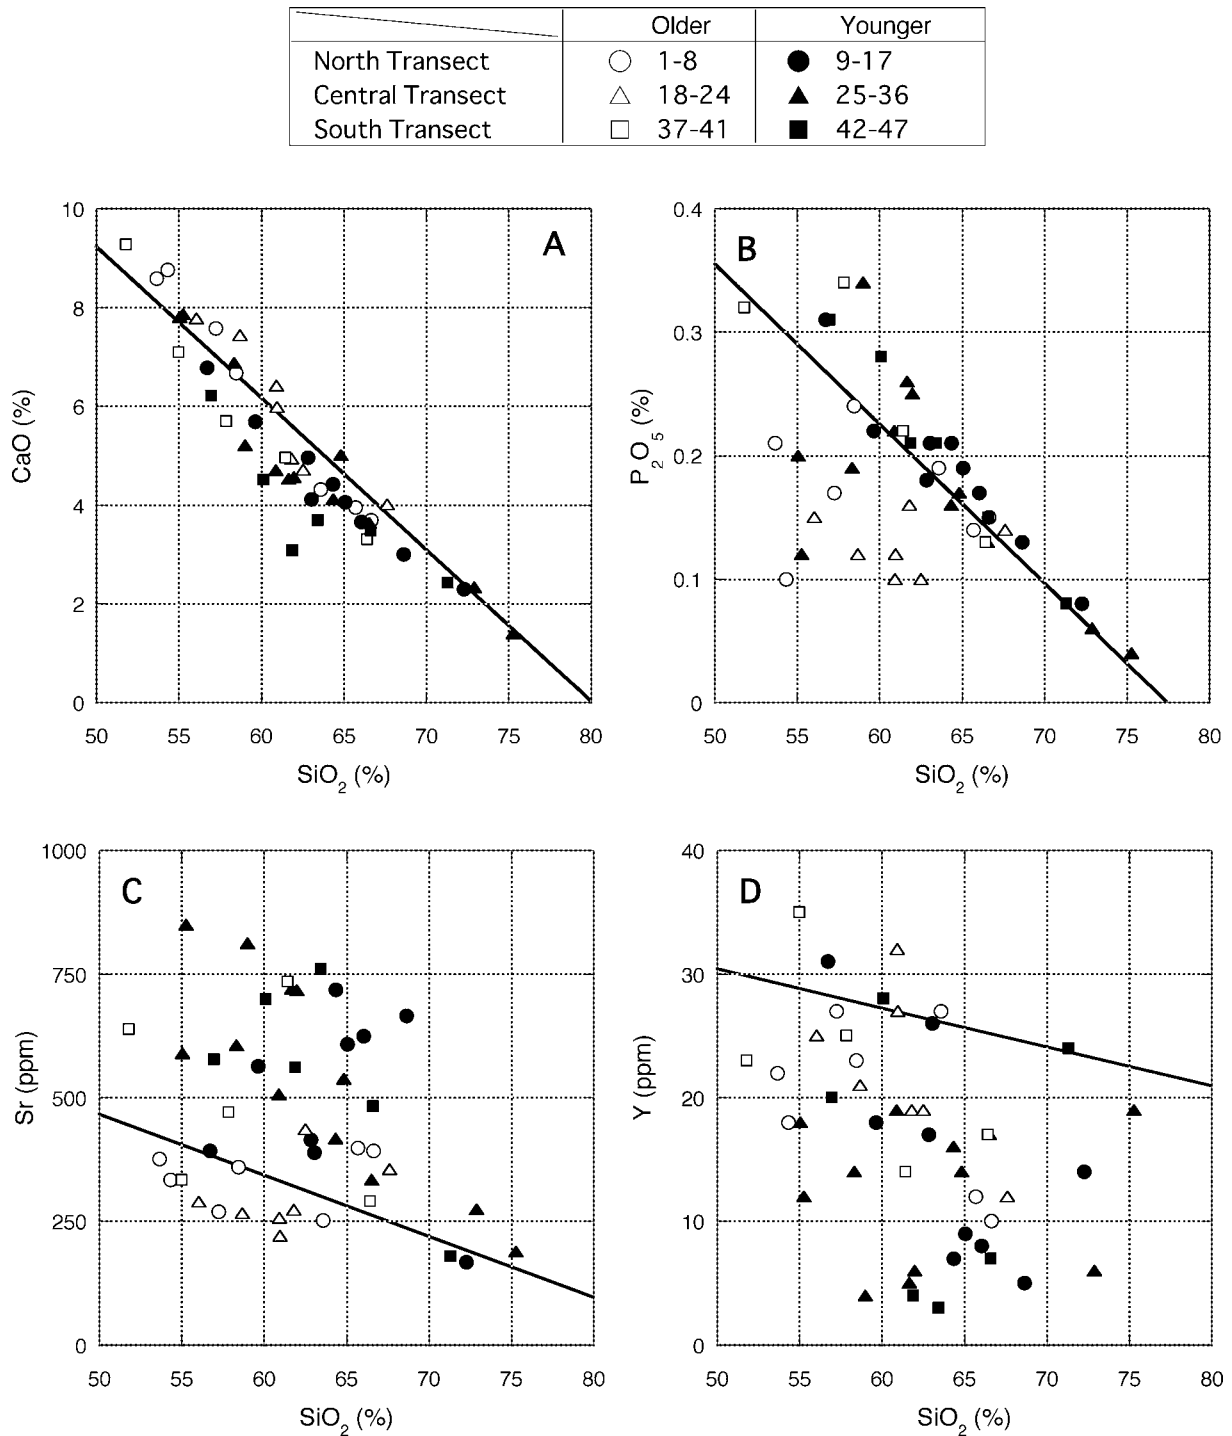 Older Younger
North Transect 1-8 9-17
Central Transect 18-24 25-36
South Transect 37-41 42-47
10
8
6
4
2
0
CaO (%)
A
50 55 60 65 70 75 80
SiO2 (%)
0.4
0.3
0.2
0.1
0
P2O5 (%)
B
50 55 60 65 70 75 80
SiO2 (%)
1000
750
500
250
0
Sr (ppm)
C
50 55 60 65 70 75 80
SiO2 (%)
40
30
20
10
0
Y (ppm)
D
50 55 60 65 70 75 80
SiO2 (%)